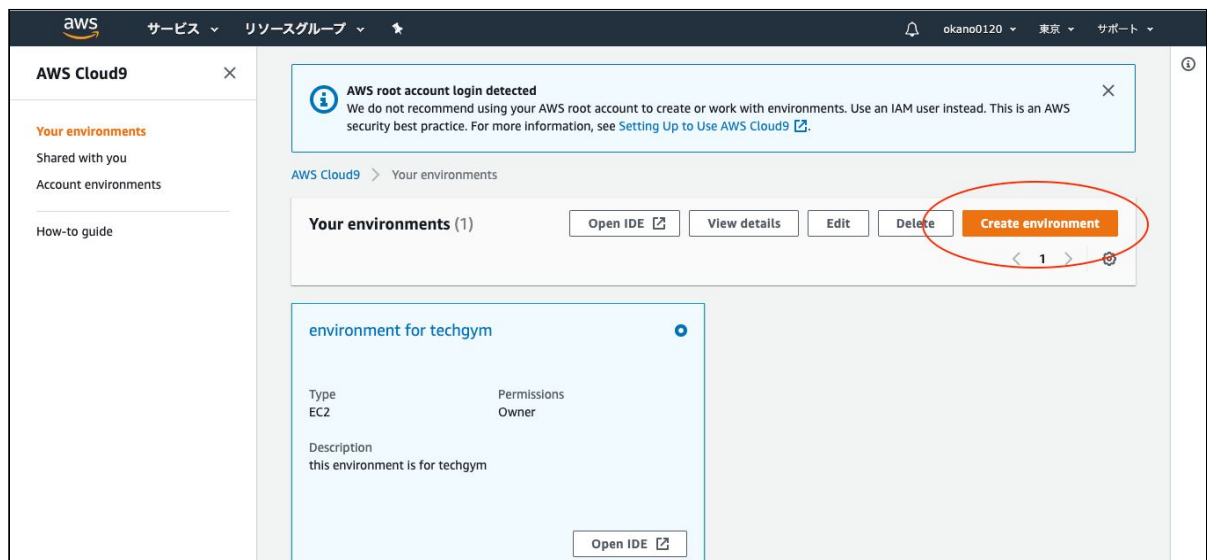 aws サービス リソースグループ okano0120 東京 サポート
AWS Cloud9
Your environments
Shared with you
Account environments
How-to guide
AWS root account login detected
We do not recommend using your AWS root account to create or work with environments. Use an IAM user instead. This is an AWS
security best practice. For more information, see Setting Up to Use AWS Cloud9.
AWS Cloud9 > Your environments
Your environments (1) Open IDE View details Edit Delete Create environment
< 1 >
environment for techgym
Type Permissions
EC2 Owner
Description
this environment is for techgym
Open IDE